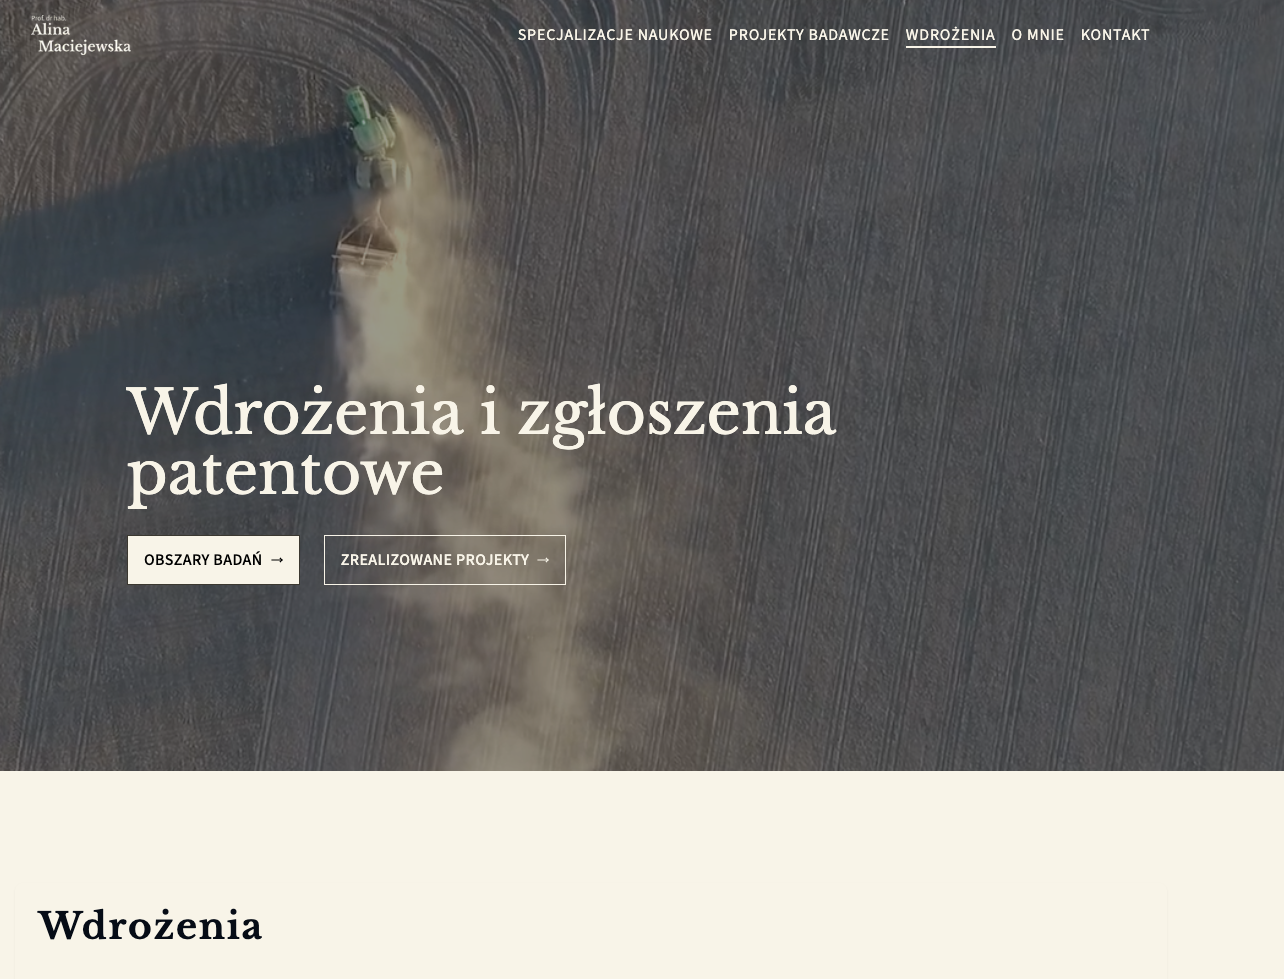 Prof. dr hab.
Alina
Maciejewska
SPECJALIZACJE NAUKOWE PROJEKTY BADAWCZE WDROŻENIA O MNIE KONTAKT
Wdrożenia i zgłoszenia
patentowe
OBSZARY BADAŃ → ZREALIZOWANE PROJEKTY →
Wdrożenia